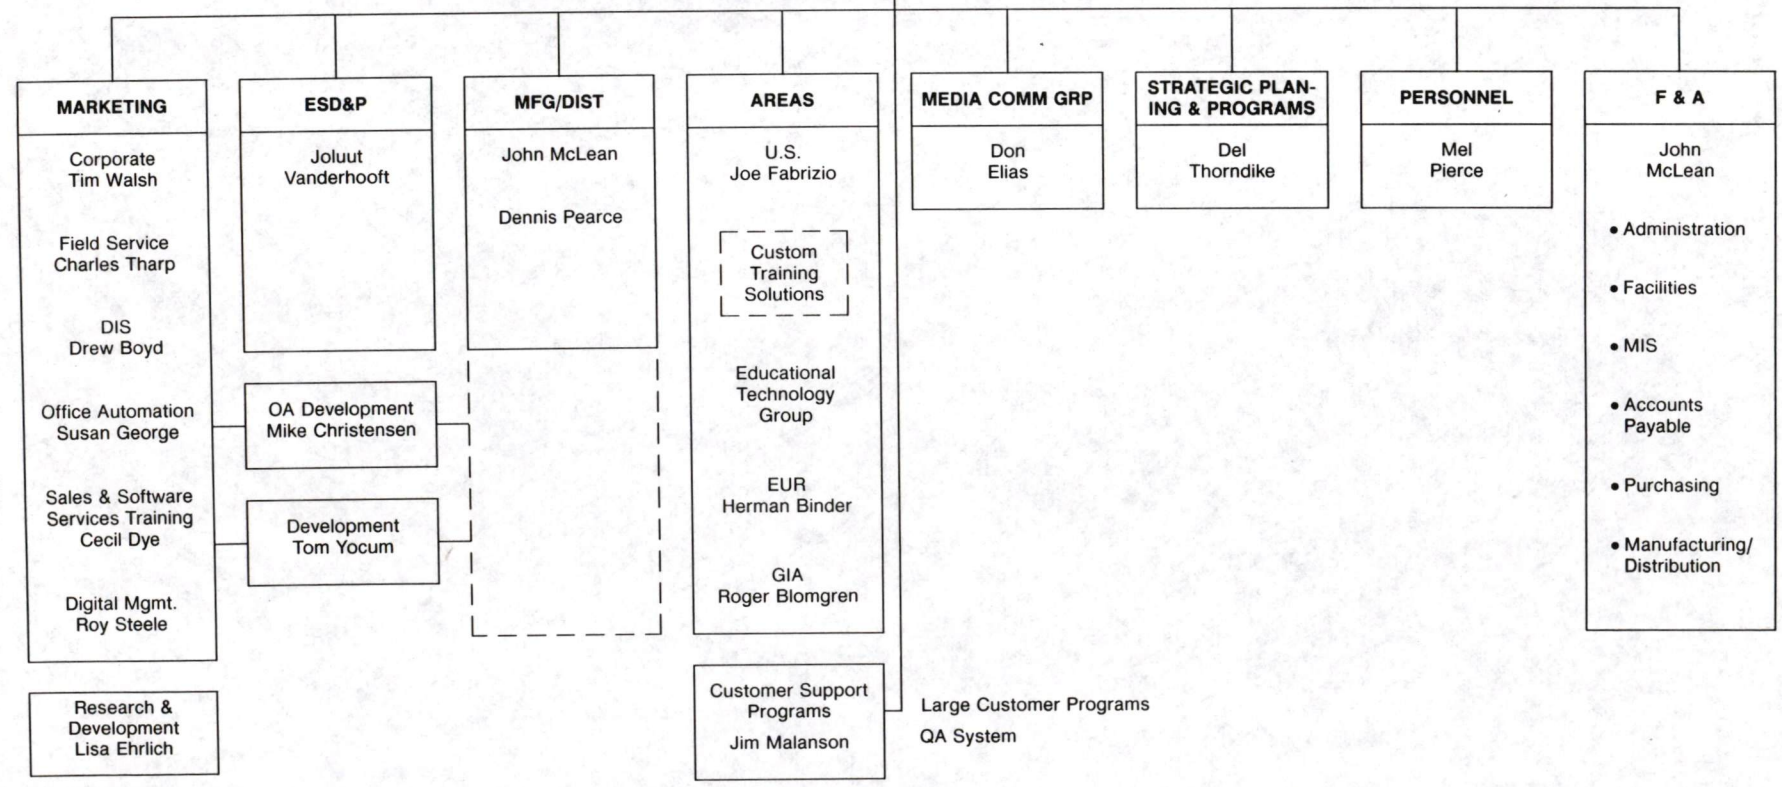 MARKETING
Corporate
Tim Walsh
Field Service
Charles Tharp
DIS
Drew Boyd
Office Automation
Susan George
Sales & Software
Services Training
Cecil Dye
Digital Mgmt.
Roy Steele
Research &
Development
Lisa Ehrlich
ESD&P
Joluut
Vanderhooft
OA Development
Mike Christensen
Development
Tom Yocum
MFG/DIST
John McLean
Dennis Pearce
AREAS
U.S.
Joe Fabrizio
Custom
Training
Solutions
Educational
Technology
Group
EUR
Herman Binder
GIA
Roger Blomgren
Customer Support
Programs
Jim Malanson
Large Customer Programs
QA System
MEDIA COMM GRP
Don
Elias
STRATEGIC PLAN-
ING & PROGRAMS
Del
Thorndike
PERSONNEL
Mel
Pierce
F & A
John
McLean
• Administration
• Facilities
• MIS
• Accounts
Payable
• Purchasing
• Manufacturing/
Distribution